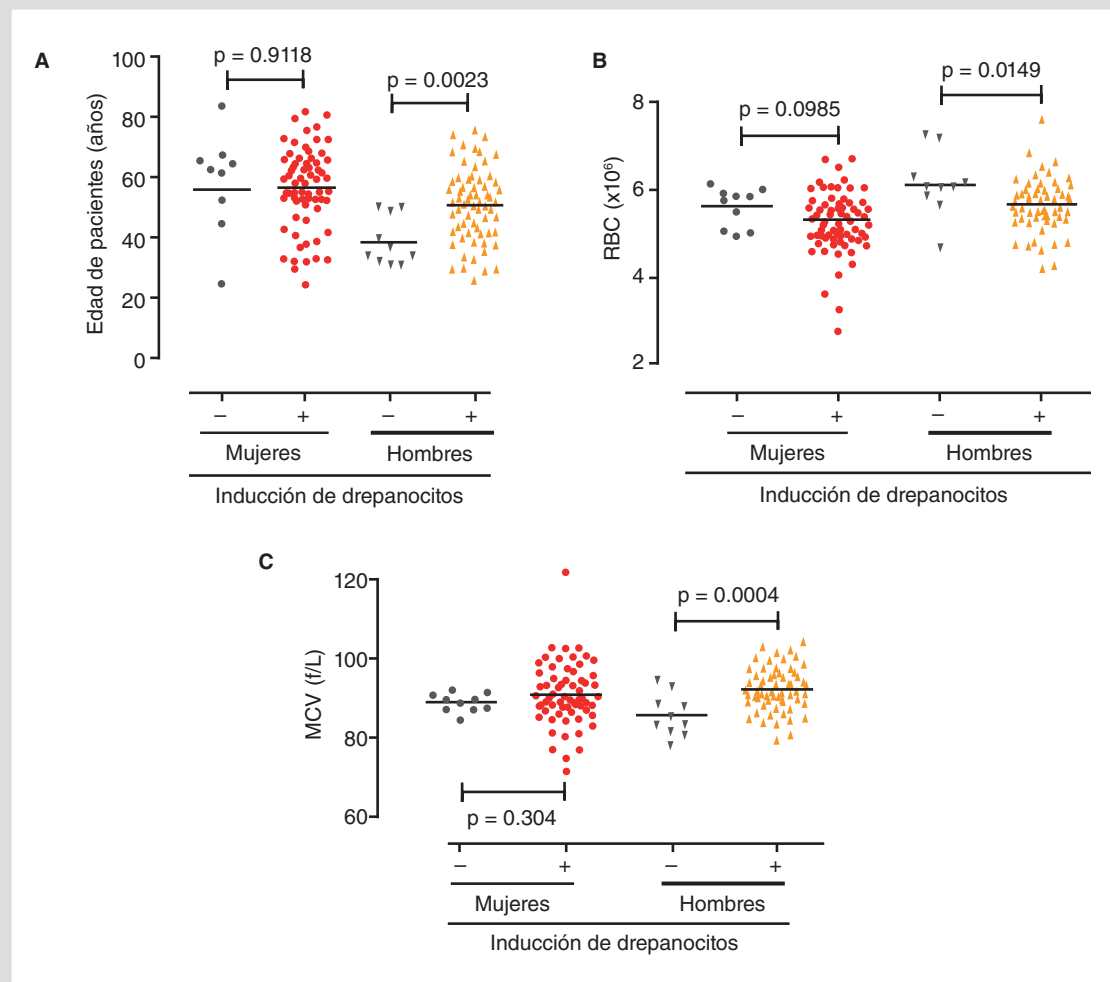 A
p = 0.9118
p = 0.0023
Edad de pacientes (años)
100
80
60
40
20
0
– + – +
Mujeres Hombres
Inducción de drepanocitos
B
p = 0.0985
p = 0.0149
RBC (x10⁶)
8
6
4
2
– + – +
Mujeres Hombres
Inducción de drepanocitos
C
p = 0.0004
MCV (f/L)
120
100
80
60
p = 0.304
– + – +
Mujeres Hombres
Inducción de drepanocitos